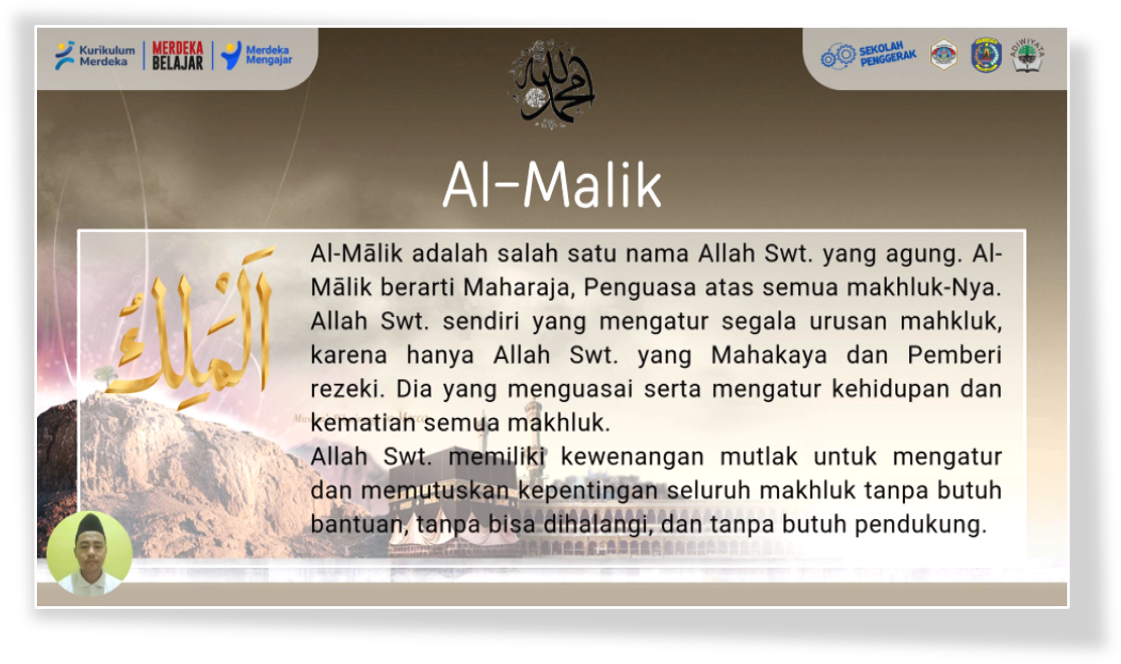 Kurikulum Merdeka
MERDEKA BELAJAR
Merdeka Mengajar
SEKOLAH PENGGERAK
ADIWIYATA
Al-Malik
الْمَلِكُ
Al-Mālik adalah salah satu nama Allah Swt. yang agung. Al-
Mālik berarti Maharaja, Penguasa atas semua makhluk-Nya.
Allah Swt. sendiri yang mengatur segala urusan mahkluk,
karena hanya Allah Swt. yang Mahakaya dan Pemberi
rezeki. Dia yang menguasai serta mengatur kehidupan dan
kematian semua makhluk.
Allah Swt. memiliki kewenangan mutlak untuk mengatur
dan memutuskan kepentingan seluruh makhluk tanpa butuh
bantuan, tanpa bisa dihalangi, dan tanpa butuh pendukung.